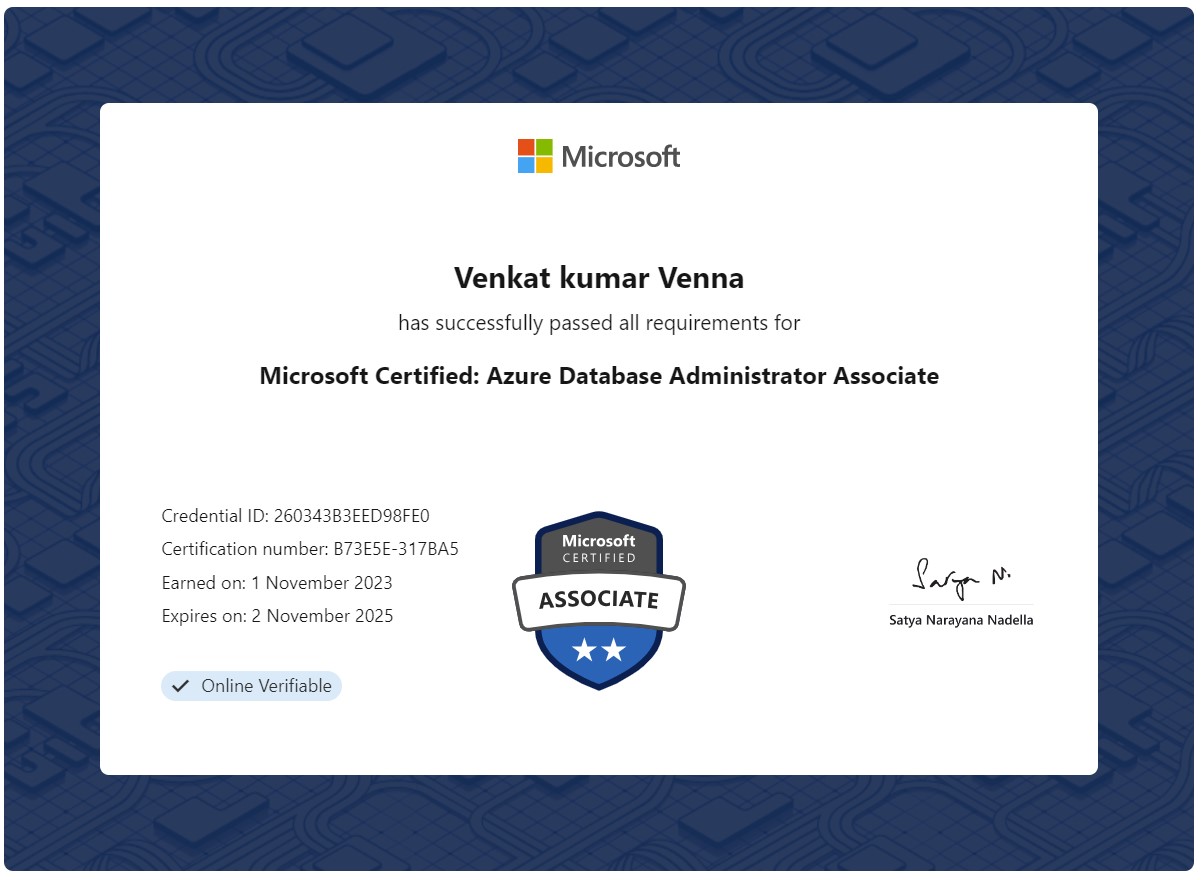 Microsoft
Venkat kumar Venna
has successfully passed all requirements for
Microsoft Certified: Azure Database Administrator Associate
Credential ID: 260343B3EED98FE0
Certification number: B73E5E-317BA5
Earned on: 1 November 2023
Expires on: 2 November 2025
Online Verifiable
Microsoft
CERTIFIED
ASSOCIATE
Satya N.
Satya Narayana Nadella